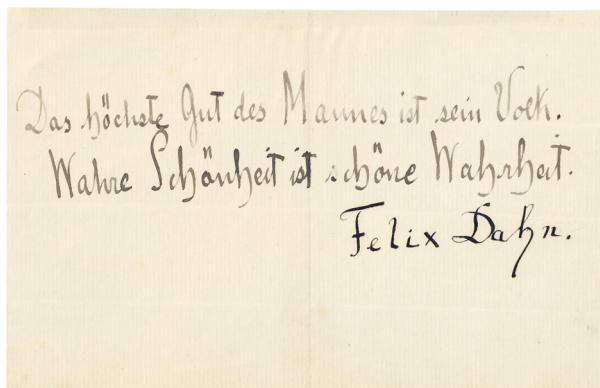 Das höchste Gut des Mannes ist sein Volk.
Wahre Schönheit ist schöne Wahrheit.
Felix Dahn.